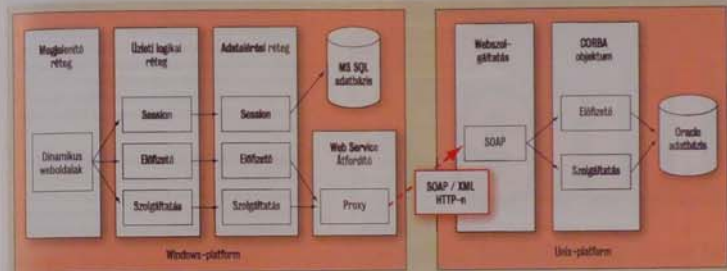 Megjelenítő
réteg
Dinamikus
weboldalak
Üzleti logikai
réteg
Session
Előfizető
Szolgáltatás
Adatelérési réteg
Session
Előfizető
Szolgáltatás
MS SQL
adatbázis
Web Service
Átfordító
Proxy
Windows-platform
SOAP / XML
HTTP-n
Webszol-
gáltatás
SOAP
CORBA
objektum
Előfizető
Szolgáltatás
Oracle
adatbázis
Unix-platform